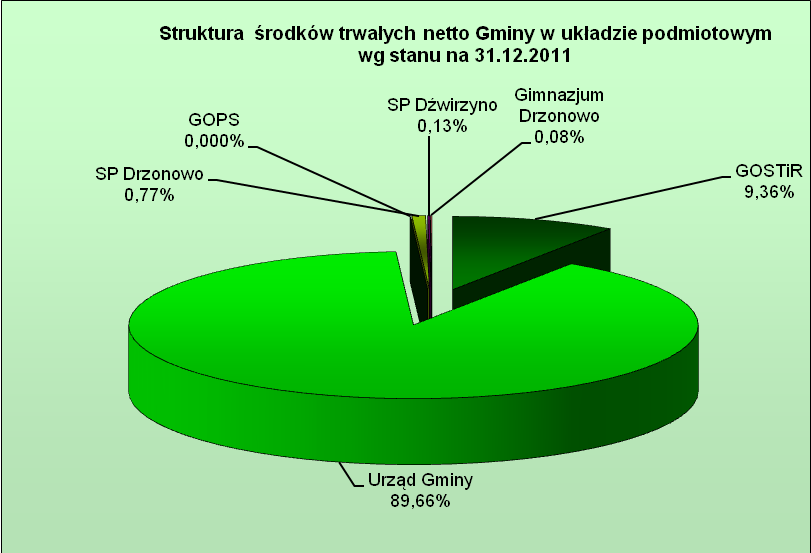 Struktura środków trwałych netto Gminy w układzie podmiotowym
wg stanu na 31.12.2011
Gimnazjum
Drzonowo
0,08%
SP Dźwirzyno
0,13%
GOPS
0,000%
SP Drzonowo
0,77%
GOSTiR
9,36%
Urząd Gminy
89,66%